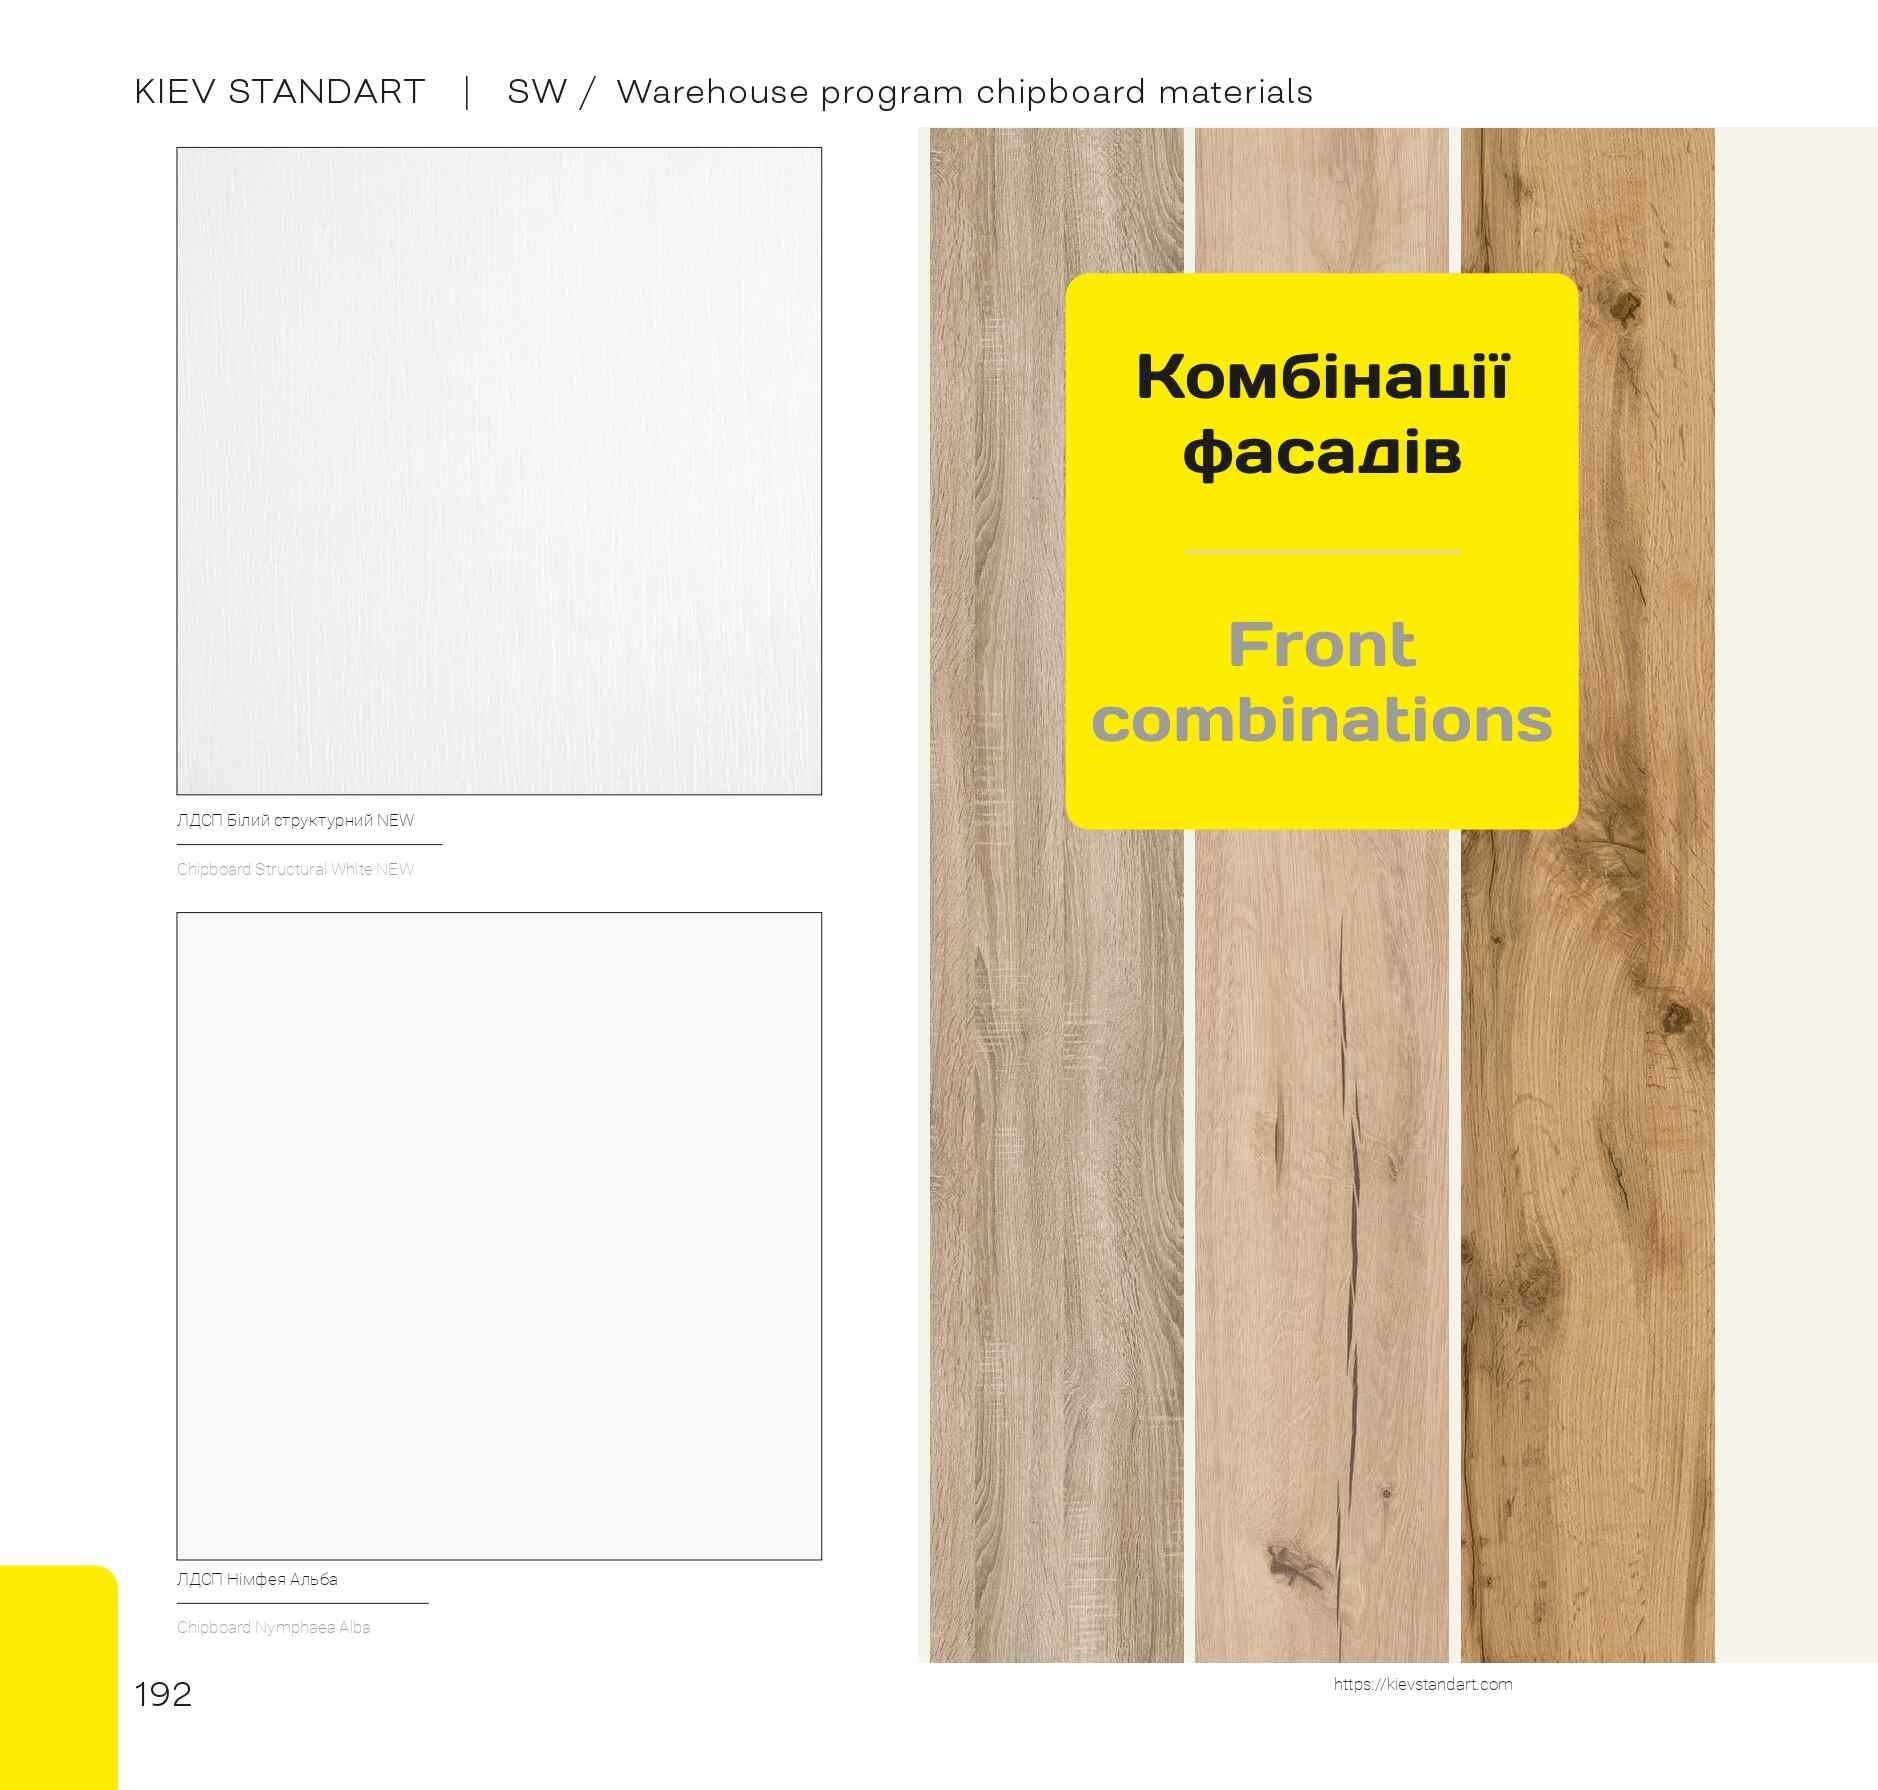 KIEV STANDART | SW / Warehouse program chipboard materials
ЛДСП Білий структурний NEW
Chipboard Structural White NEW
ЛДСП Німфея Альба
Chipboard Nymphaea Alba
192
Комбінації
фасадів
Front
combinations
https://kievstandart.com